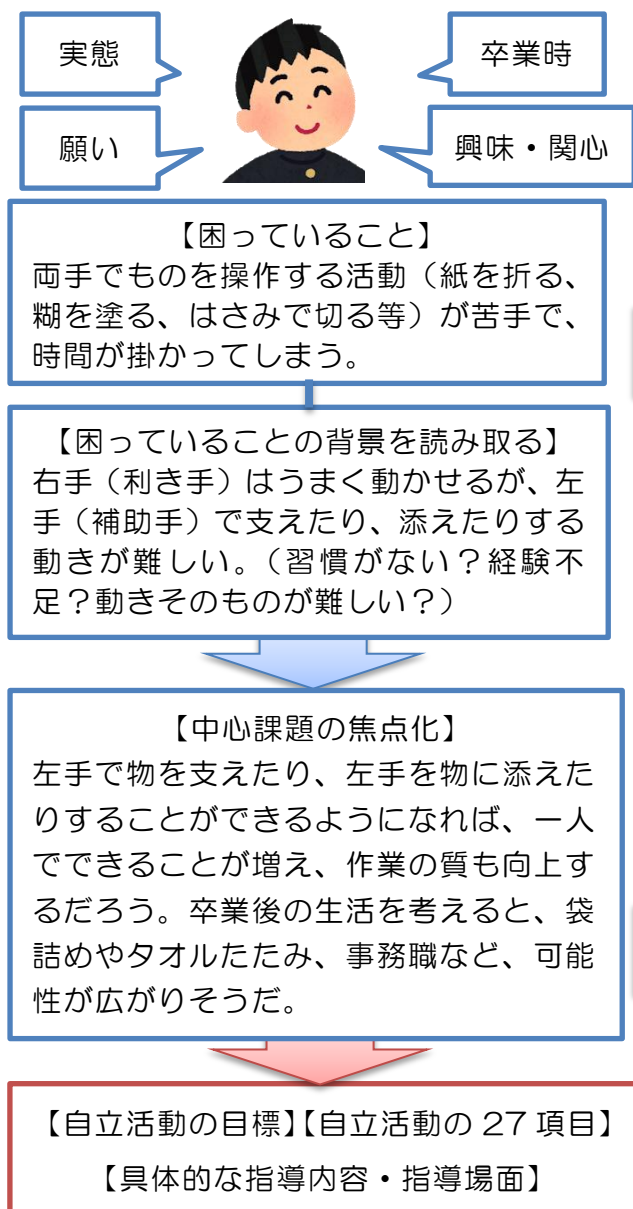 実態
卒業時
願い
興味・関心
【困っていること】
両手でものを操作する活動（紙を折る、
糊を塗る、はさみで切る等）が苦手で、
時間が掛かってしまう。
【困っていることの背景を読み取る】
右手（利き手）はうまく動かせるが、左
手（補助手）で支えたり、添えたりする
動きが難しい。（習慣がない？経験不
足？動きそのものが難しい？）
【中心課題の焦点化】
左手で物を支えたり、左手を物に添えた
りすることができるようになれば、一人
でできることが増え、作業の質も向上す
るだろう。卒業後の生活を考えると、袋
詰めやタオルたたみ、事務職など、可能
性が広がりそうだ。
【自立活動の目標】【自立活動の 27 項目】
【具体的な指導内容・指導場面】